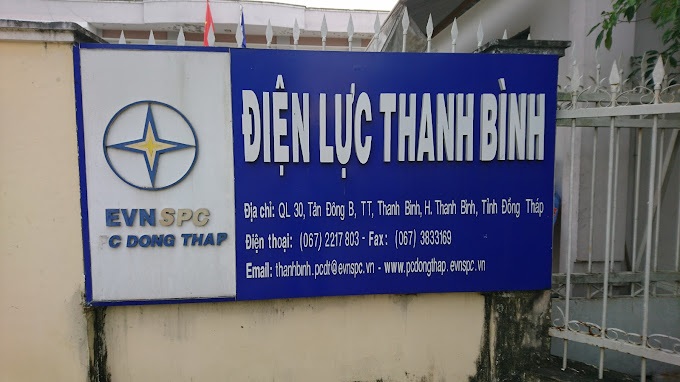 EVN SPC
PC DONG THAP
ĐIỆN LỰC THANH BÌNH
Địa chỉ: QL 30, Tân Đông B, TT, Thanh Bình, H. Thanh Bình, Tỉnh Đồng Tháp
Điện thoại: (067) 2217 803 - Fax: (067) 3833169
Email: thanhbinh.pcdt@evnspc.vn - www.pcdongthap.evnspc.vn